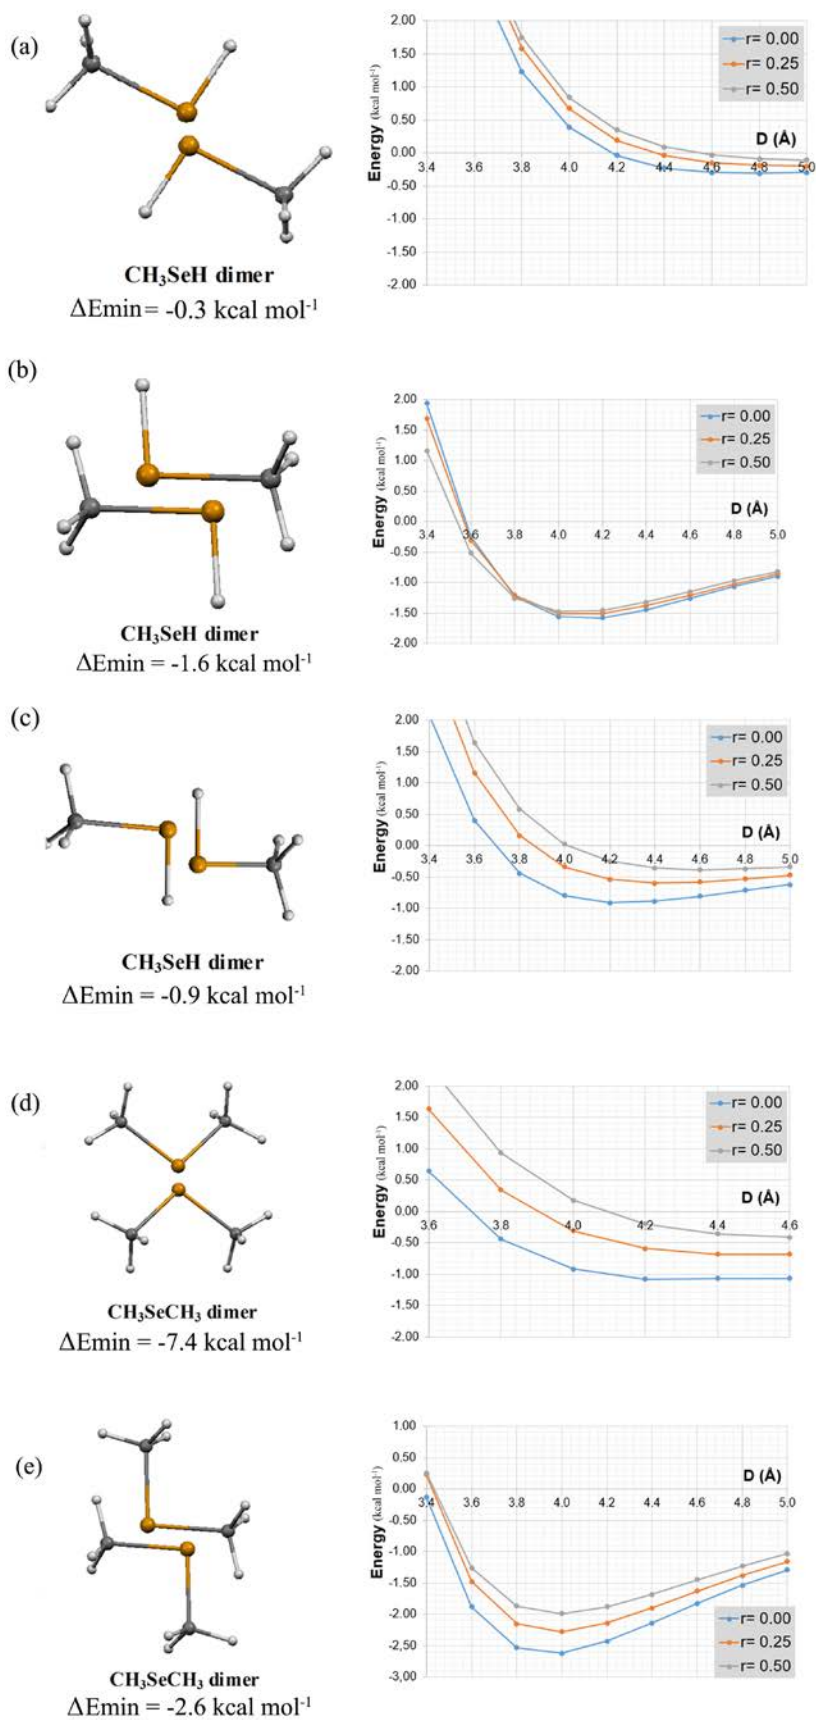 (a)
CH₃SeH dimer
ΔEmin= -0.3 kcal mol⁻¹
2.00
1.50
1.00
0.50
0.00
-0.50
-1.00
-1.50
-2.00
Energy (kcal mol⁻¹)
r= 0.00
r= 0.25
r= 0.50
D (Å)
3.4 3.6 3.8 4.0 4.2 4.4 4.6 4.8 5.0
(b)
CH₃SeH dimer
ΔEmin = -1.6 kcal mol⁻¹
2.00
1.50
1.00
0.50
0.00
-0.50
-1.00
-1.50
-2.00
Energy (kcal mol⁻¹)
r= 0.00
r= 0.25
r= 0.50
D (Å)
3.4 3.6 3.8 4.0 4.2 4.4 4.6 4.8 5.0
(c)
CH₃SeH dimer
ΔEmin = -0.9 kcal mol⁻¹
2.00
1.50
1.00
0.50
0.00
-0.50
-1.00
-1.50
-2.00
Energy (kcal mol⁻¹)
r= 0.00
r= 0.25
r= 0.50
D (Å)
3.4 3.6 3.8 4.0 4.2 4.4 4.6 4.8 5.0
(d)
CH₃SeCH₃ dimer
ΔEmin = -7.4 kcal mol⁻¹
2.00
1.50
1.00
0.50
0.00
-0.50
-1.00
-1.50
-2.00
Energy (kcal mol⁻¹)
r= 0.00
r= 0.25
r= 0.50
D (Å)
3.6 3.8 4.0 4.2 4.4 4.6
(e)
CH₃SeCH₃ dimer
ΔEmin = -2.6 kcal mol⁻¹
1.00
0.50
0.00
-0.50
-1.00
-1.50
-2.00
-2,50
-3,00
Energy (kcal mol⁻¹)
D (Å)
3.4 3.6 3.8 4.0 4.2 4.4 4.6 4.8 5.0
r= 0.00
r= 0.25
r= 0.50